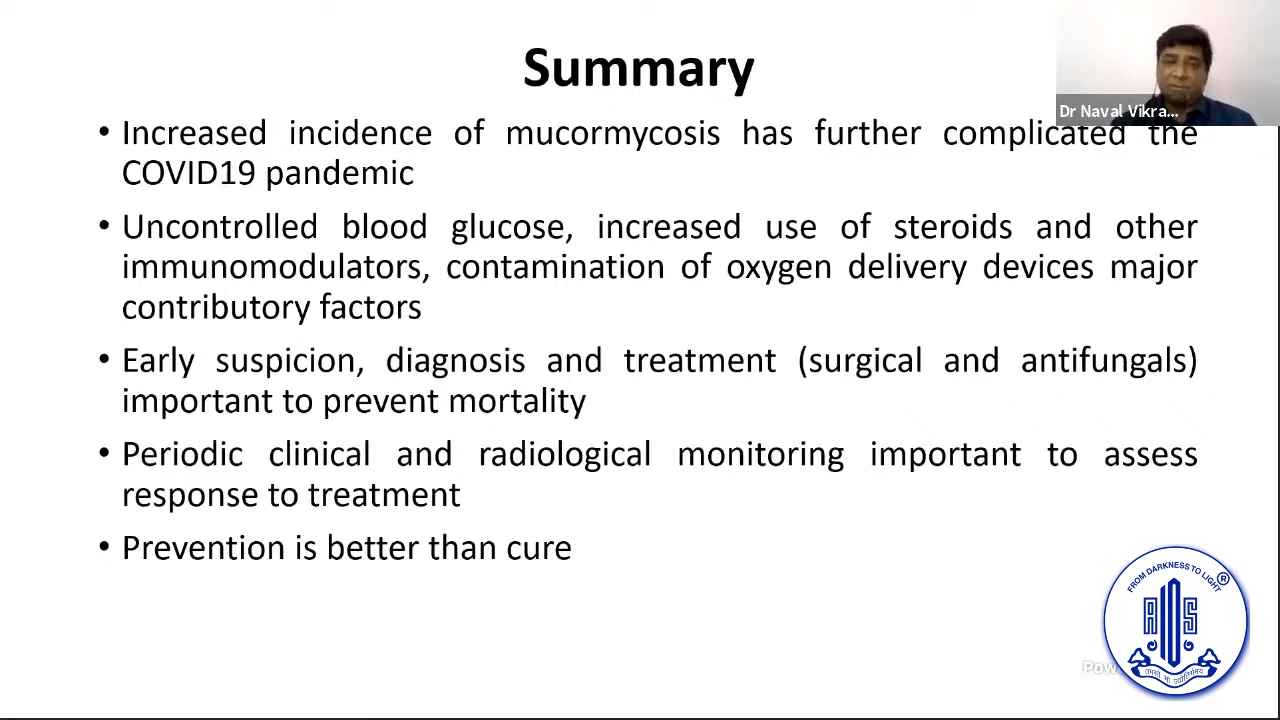 Summary
Dr Naval Vikra...
• Increased incidence of mucormycosis has further complicated the
COVID19 pandemic
• Uncontrolled blood glucose, increased use of steroids and other
immunomodulators, contamination of oxygen delivery devices major
contributory factors
• Early suspicion, diagnosis and treatment (surgical and antifungals)
important to prevent mortality
• Periodic clinical and radiological monitoring important to assess
response to treatment
• Prevention is better than cure
FROM DARKNESS TO LIGHT
®
AIOS
तमसो मा ज्योतिर्गमय